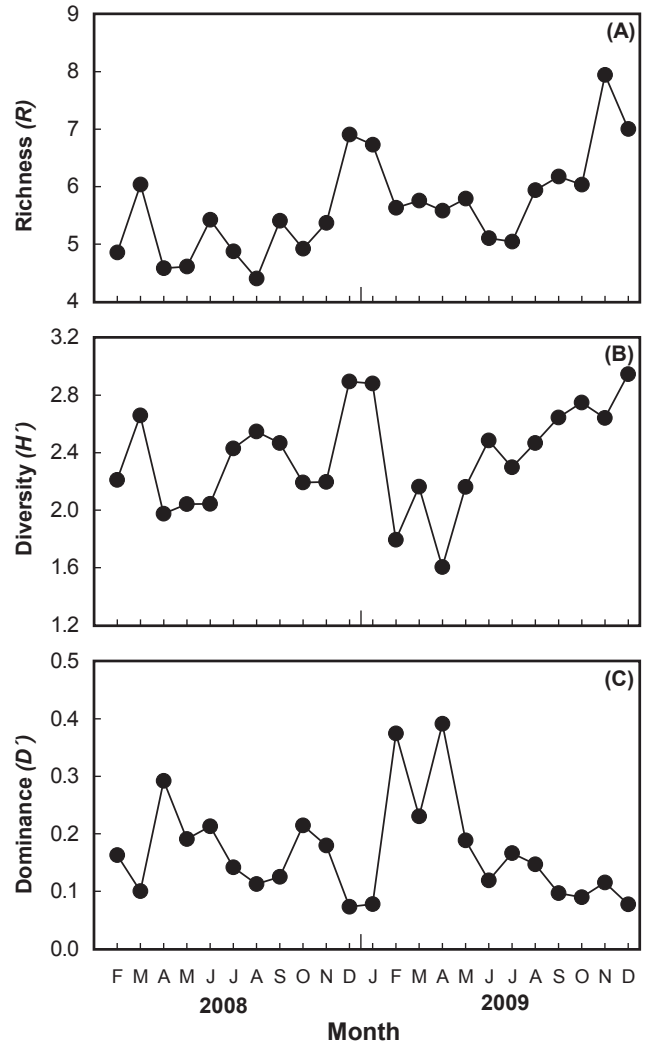 (A)
9
8
7
6
5
4
Richness (R)
(B)
3.2
2.8
2.4
2.0
1.6
1.2
Diversity (H´)
(C)
0.5
0.4
0.3
0.2
0.1
0.0
Dominance (D´)
F M A M J J A S O N D J F M A M J J A S O N D
2008 2009
Month